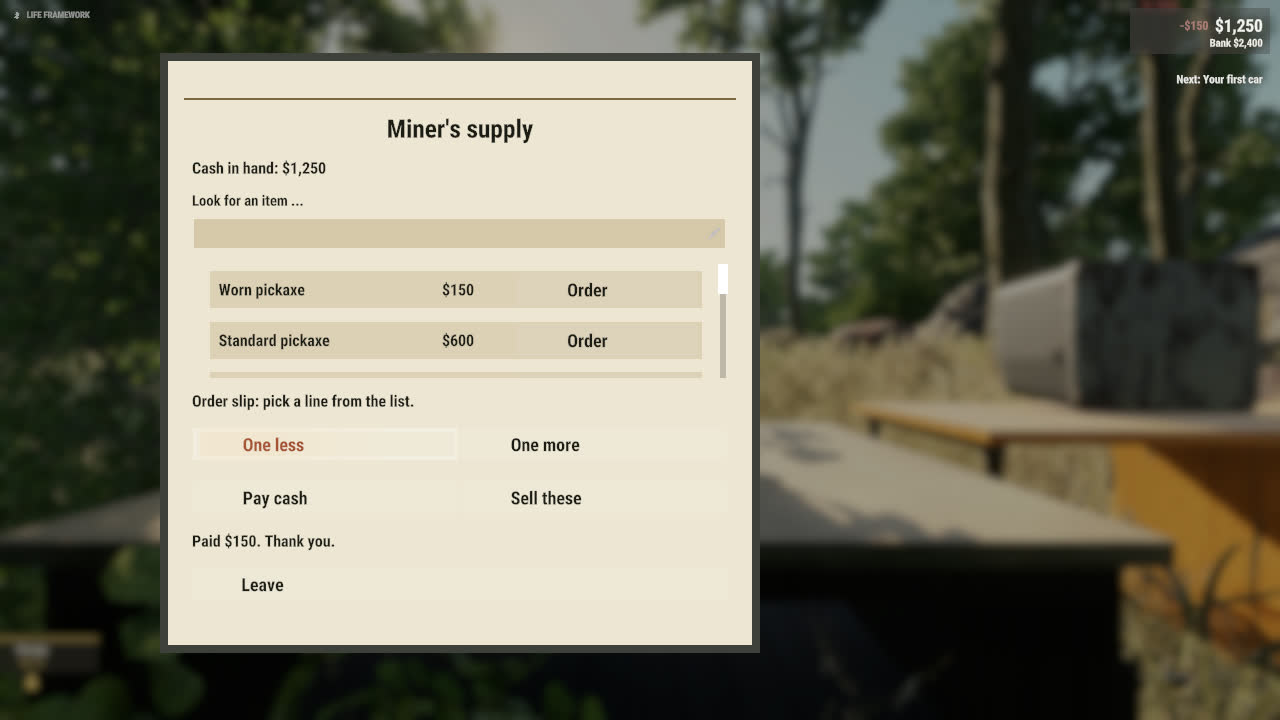 LIFE FRAMEWORK
-$150 $1,250
Bank $2,400
Next: Your first car
Miner's supply
Cash in hand: $1,250
Look for an item ...
Worn pickaxe $150 Order
Standard pickaxe $600 Order
Order slip: pick a line from the list.
One less One more
Pay cash Sell these
Paid $150. Thank you.
Leave